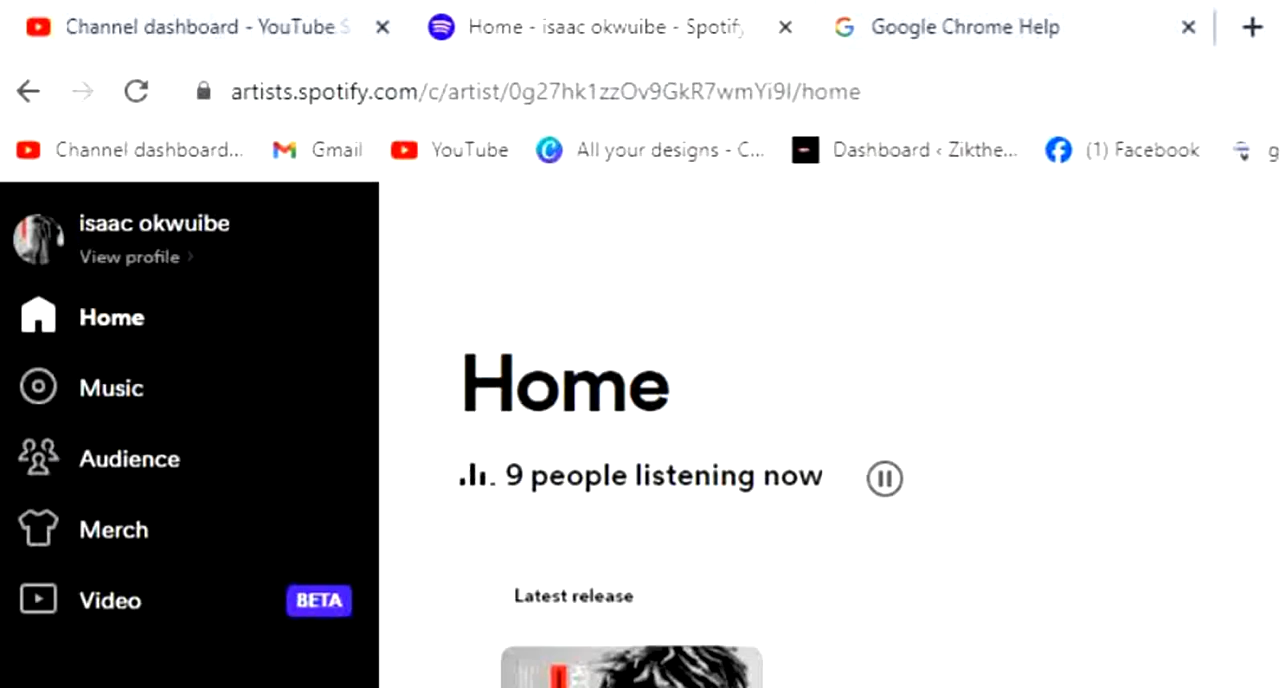 Channel dashboard - YouTube S
Home - isaac okwuibe - Spotify
Google Chrome Help
artists.spotify.com/c/artist/0g27hk1zzOv9GkR7wmYi9I/home
Channel dashboard...
Gmail
YouTube
All your designs - C...
Dashboard ‹ Zikthe...
(1) Facebook
g
isaac okwuibe
View profile
Home
Music
Audience
Merch
Video
BETA
Home
9 people listening now
Latest release